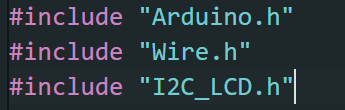 #include "Arduino.h"
#include "Wire.h"
#include "I2C_LCD.h"